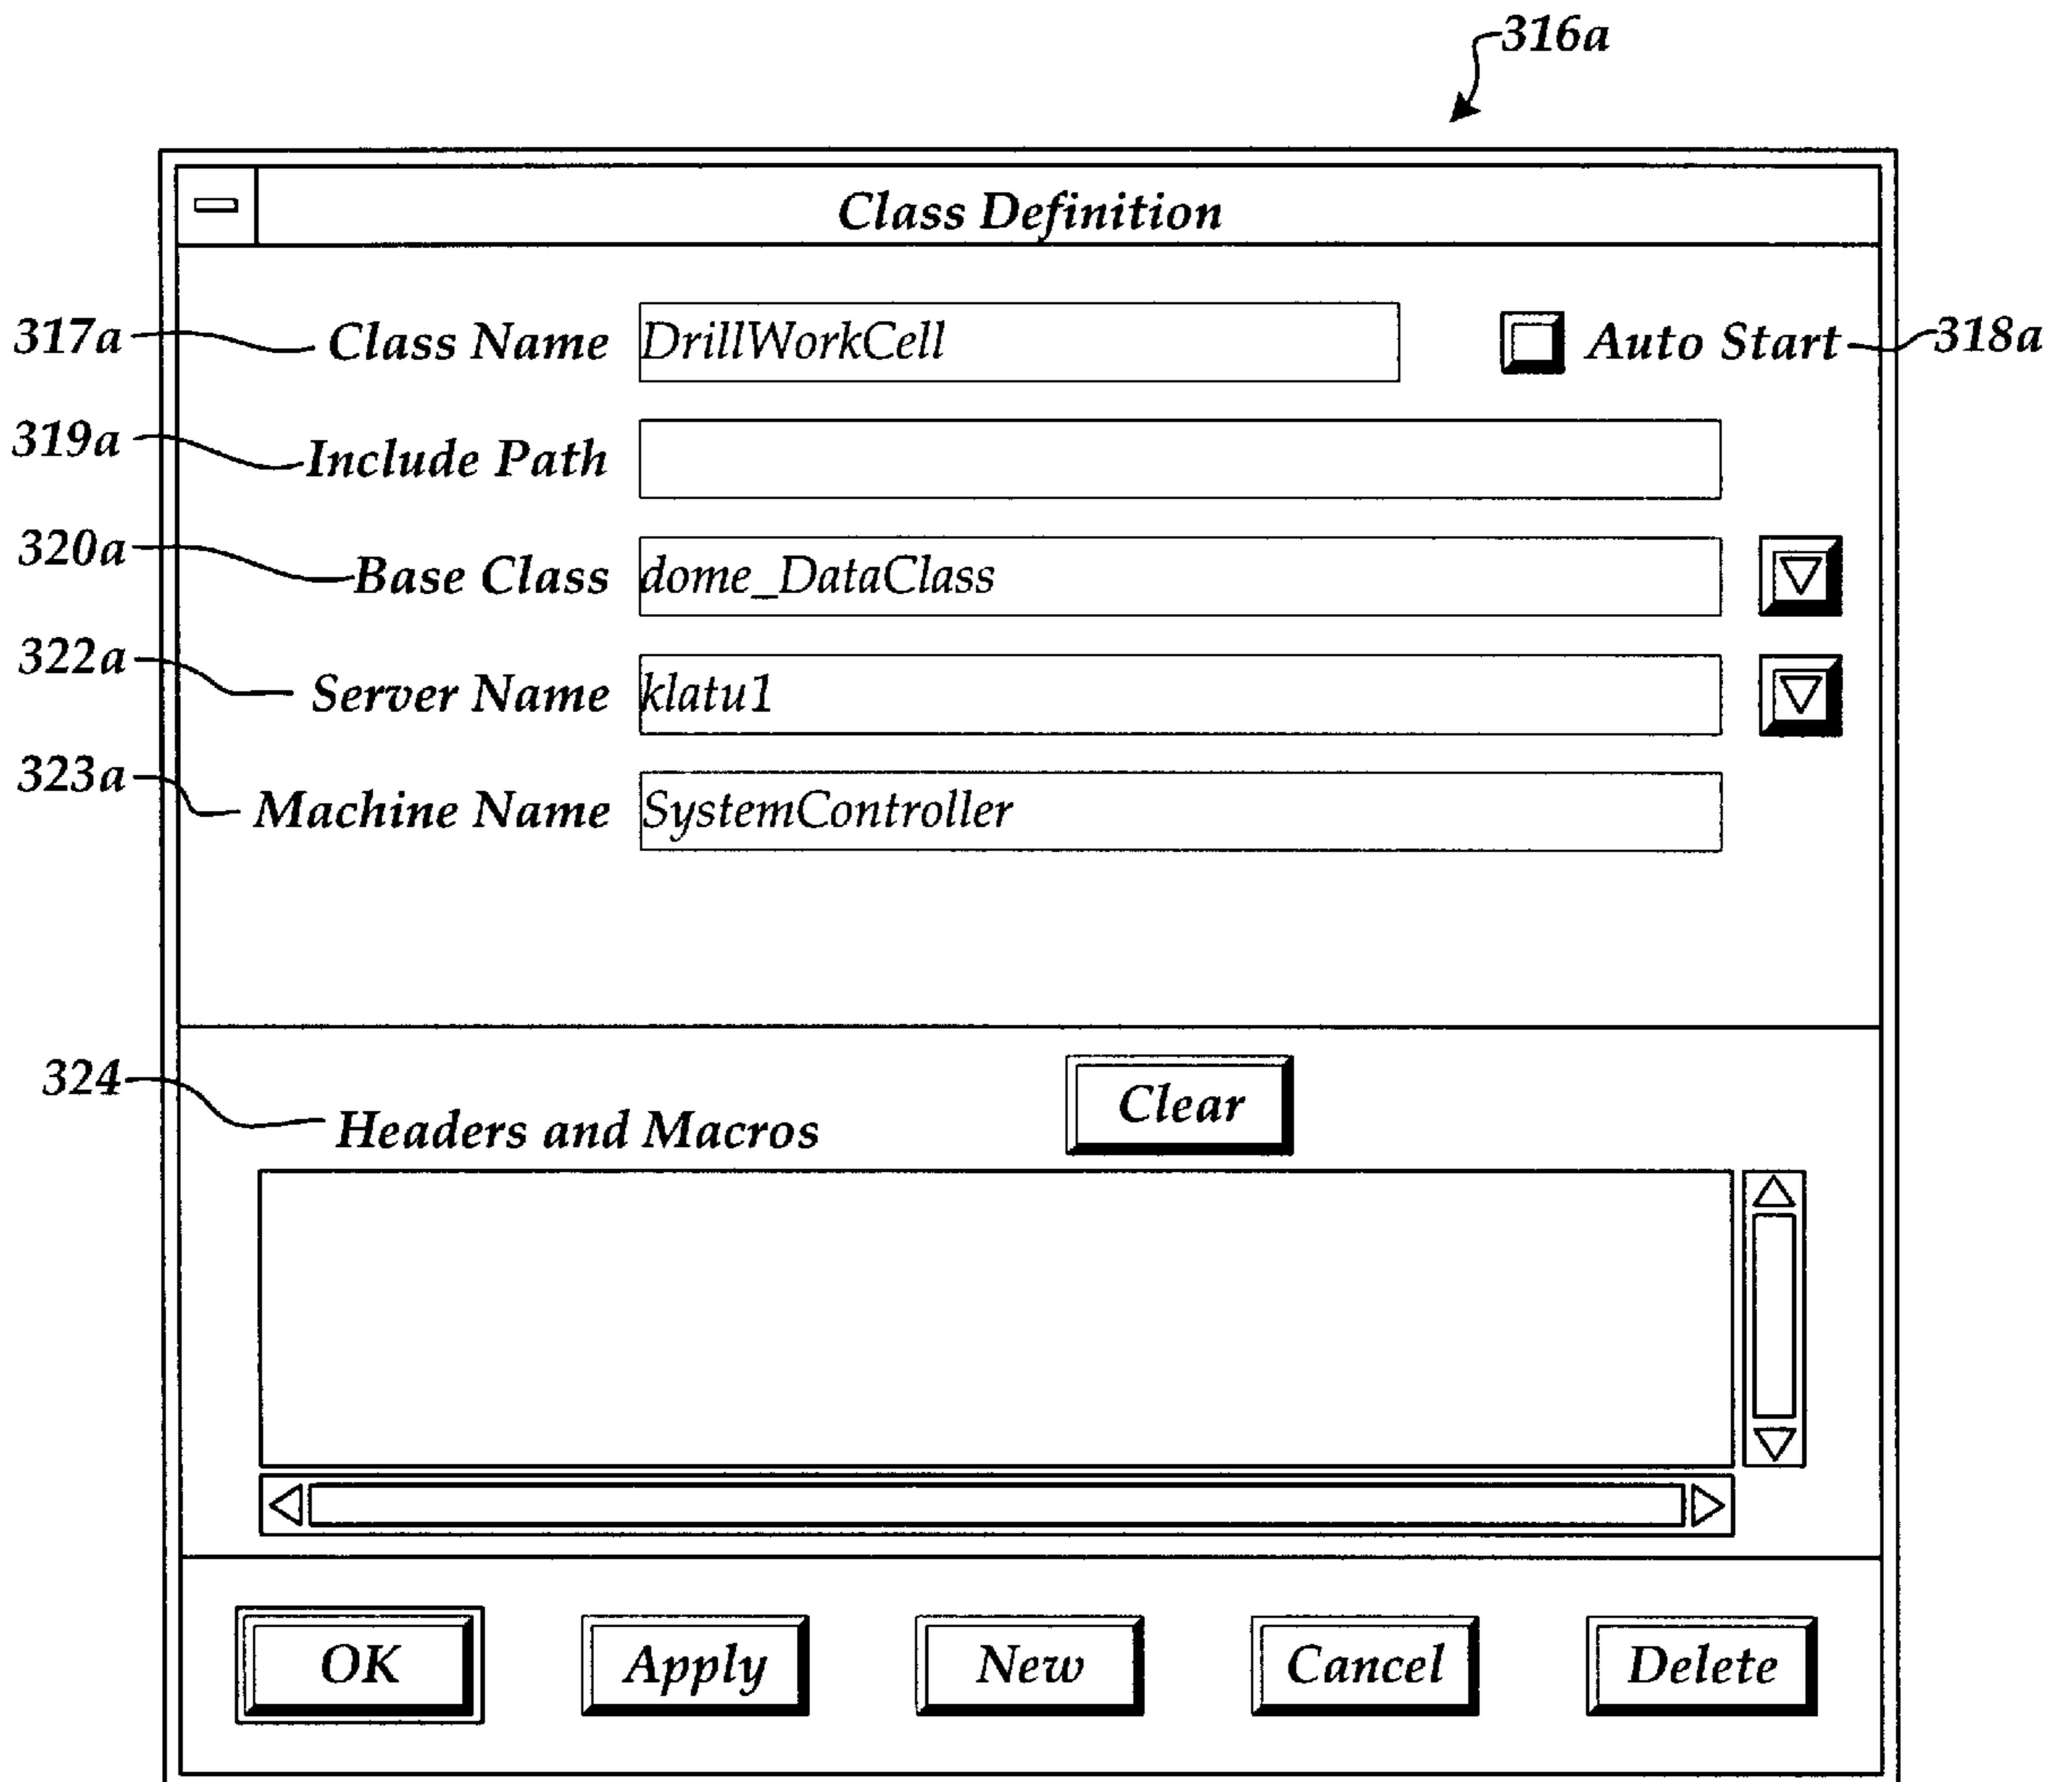 316a
Class Definition
317a Class Name DrillWorkCell Auto Start 318a
319a Include Path
320a Base Class dome_DataClass
322a Server Name klatu1
323a Machine Name SystemController
324 Headers and Macros Clear
OK Apply New Cancel Delete